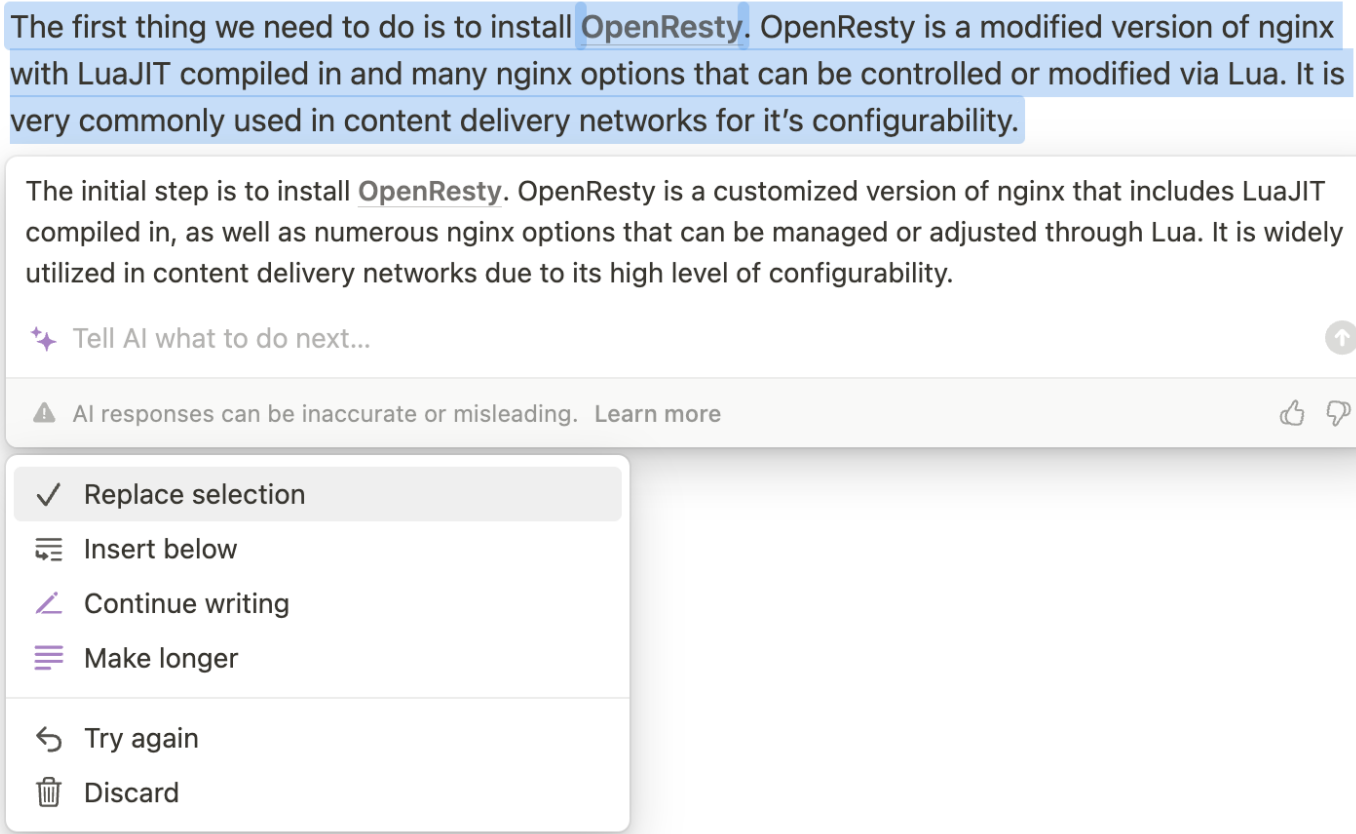 The first thing we need to do is to install OpenResty. OpenResty is a modified version of nginx
with LuaJIT compiled in and many nginx options that can be controlled or modified via Lua. It is
very commonly used in content delivery networks for it’s configurability.
The initial step is to install OpenResty. OpenResty is a customized version of nginx that includes LuaJIT
compiled in, as well as numerous nginx options that can be managed or adjusted through Lua. It is widely
utilized in content delivery networks due to its high level of configurability.
Tell AI what to do next...
AI responses can be inaccurate or misleading. Learn more
Replace selection
Insert below
Continue writing
Make longer
Try again
Discard